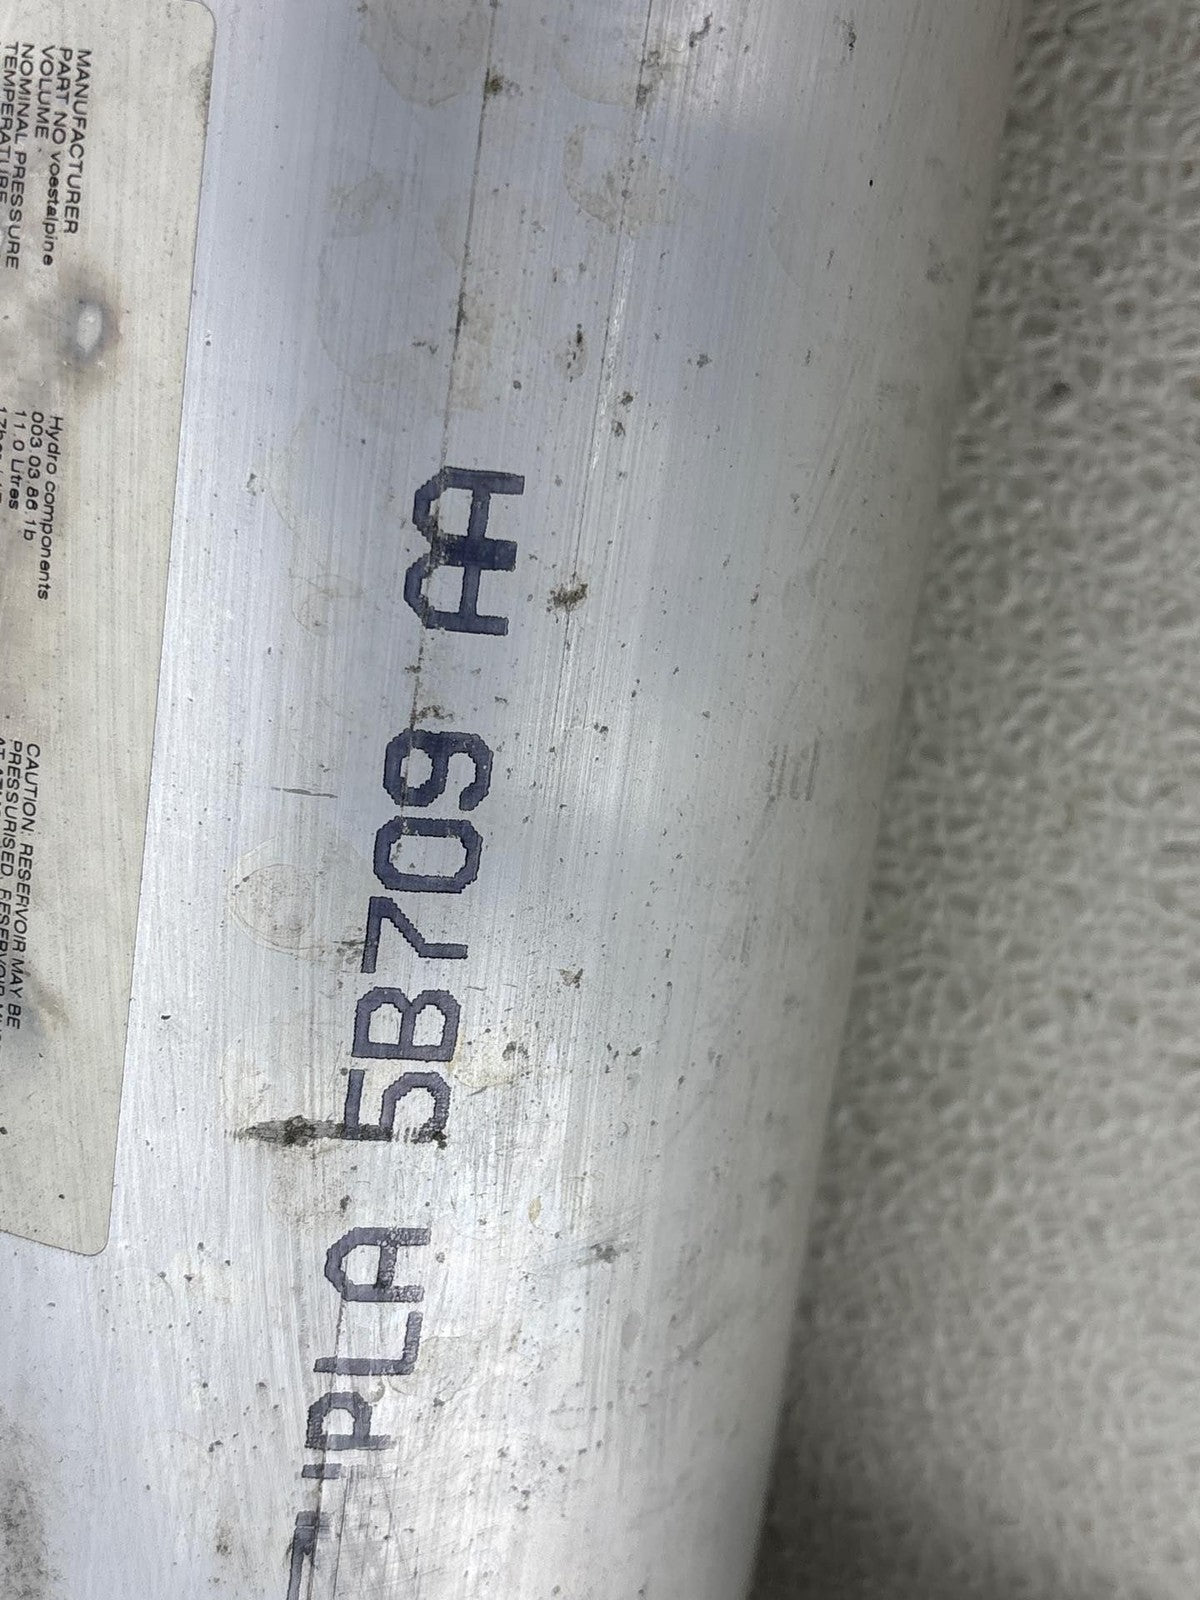 MANUFACTURER
PART NO voestalpine
VOLUME
NOMINAL PRESSURE
TEMPERATURE
Hydro components
003.03.86.1b
11.0 Litres
CAUTION: RESERVOIR MAY BE
PRESSURISED. RESERVOIR
PLA 5B709 AA